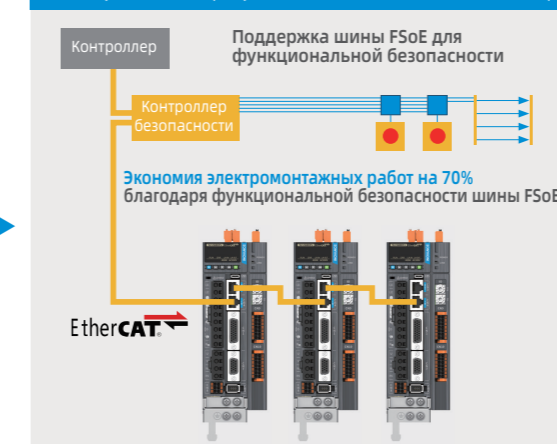 Контроллер
Поддержка шины FSoE для
функциональной безопасности
Контроллер
безопасности
Экономия электромонтажных работ на 70%
благодаря функциональной безопасности шины FSoE
EtherCAT®